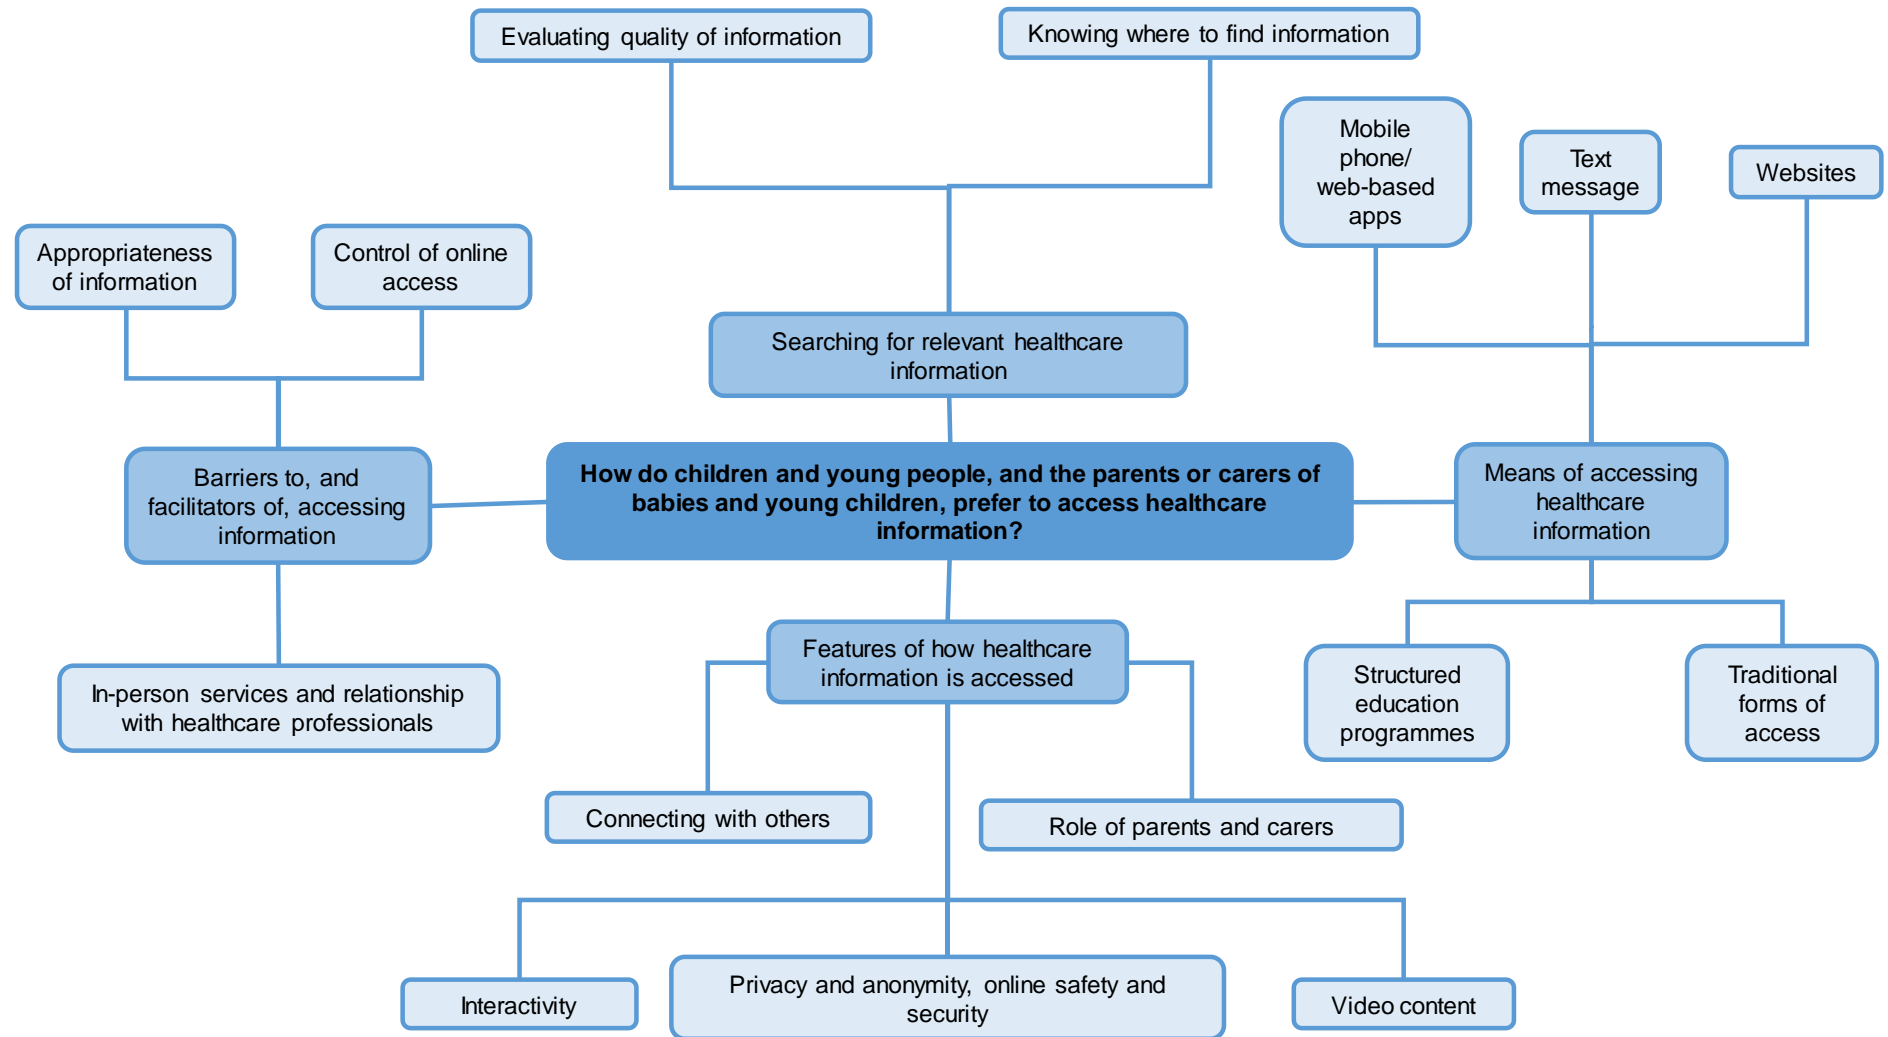 Evaluating quality of information
Knowing where to find information
Mobile
phone/
web-based
apps
Text
message
Websites
Appropriateness
of information
Control of online
access
Searching for relevant healthcare
information
Barriers to, and
facilitators of, accessing
information
How do children and young people, and the parents or carers of
babies and young children, prefer to access healthcare
information?
Means of accessing
healthcare
information
Features of how healthcare
information is accessed
In-person services and relationship
with healthcare professionals
Structured
education
programmes
Traditional
forms of
access
Connecting with others
Role of parents and carers
Interactivity
Privacy and anonymity, online safety and
security
Video content